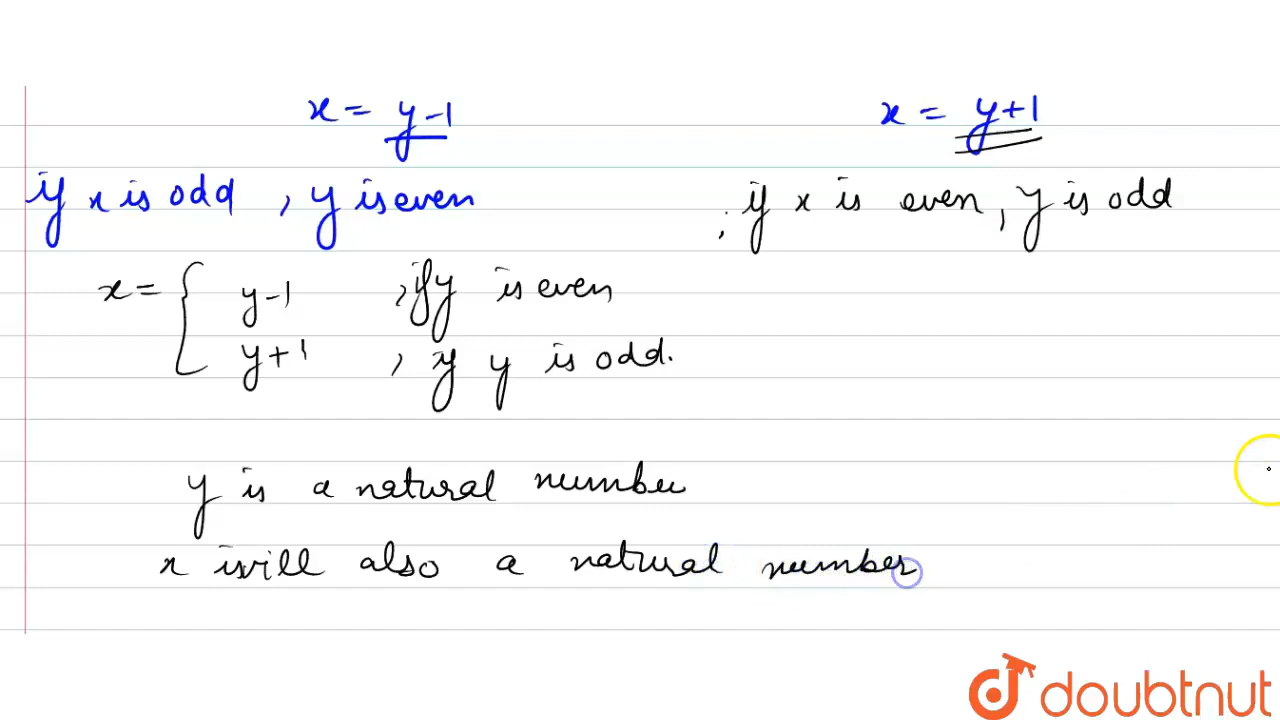 x = y-1
x = y+1
if x is odd , y is even
; if x is even, y is odd
x = { y-1 , if y is even
y+1 , if y is odd.
y is a natural number
x will also a natural number
doubtnut